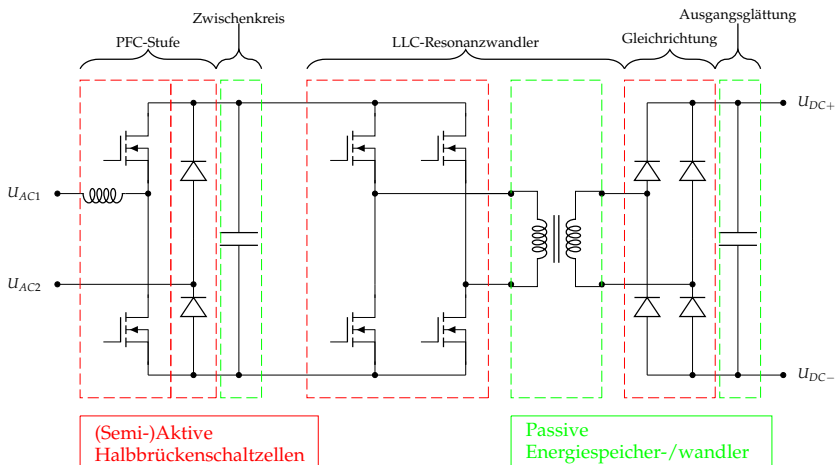 Zwischenkreis
Ausgangsglättung
PFC-Stufe
LLC-Resonanzwandler
Gleichrichtung
U_DC+
U_AC1
U_AC2
U_DC−
(Semi-)Aktive
Halbbrückenschaltzellen
Passive
Energiespeicher-/wandler